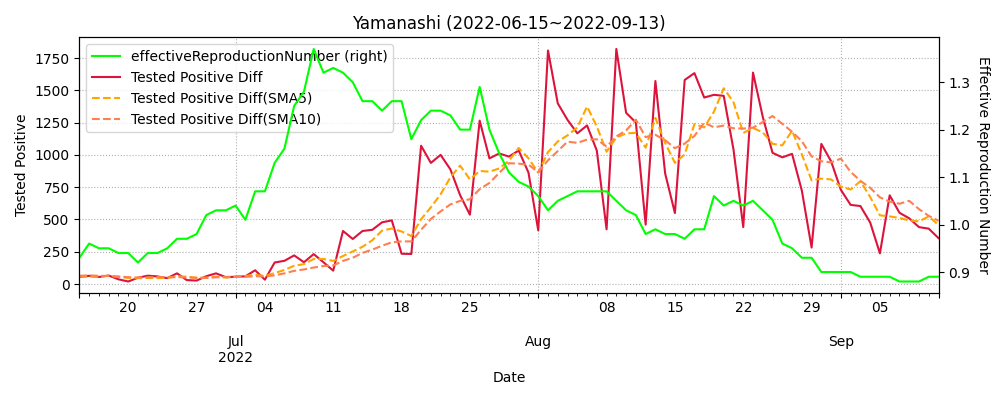 Yamanashi (2022-06-15~2022-09-13)
effectiveReproductionNumber (right)
Tested Positive Diff
Tested Positive Diff(SMA5)
Tested Positive Diff(SMA10)
Tested Positive
1750
1500
1250
1000
750
500
250
0
1.3
1.2
1.1
1.0
0.9
Effective Reproduction Number
20 27 04 11 18 25 08 15 22 29 05
Jul Aug Sep
2022
Date